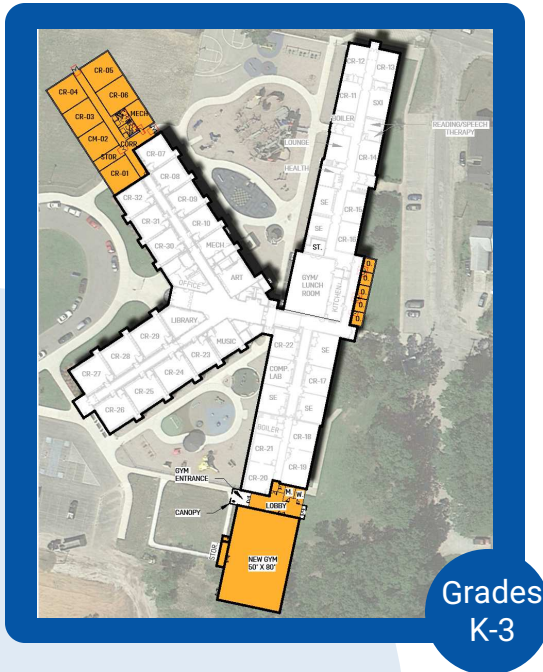 CR-05
CR-04
CR-06
CR-03
MECH
CM-02
CORR.
STOR
CR-01
CR-07
CR-32
CR-08
CR-31
CR-09
CR-30
CR-10
MECH.
OFFICE
ART
LIBRARY
CR-29
MUSIC
CR-28
CR-23
CR-27
CR-24
CR-25
CR-26
CR-12
CR-13
CR-11
BOILER
READING/SPEECH
THERAPY
LOUNGE
CR-14
HEALTH
SE
CR-15
SE
CR-16
ST.
GYM/
LUNCH
ROOM
KITCHEN
D.
D.
D.
D.
D.
CR-22
SE
COMP
LAB
CR-17
SE
SE
BOILER
CR-18
CR-21
CR-19
CR-20
GYM
ENTRANCE
M.
W.
LOBBY
CANOPY
STOR
NEW GYM
50' X 80'
Grades
K-3